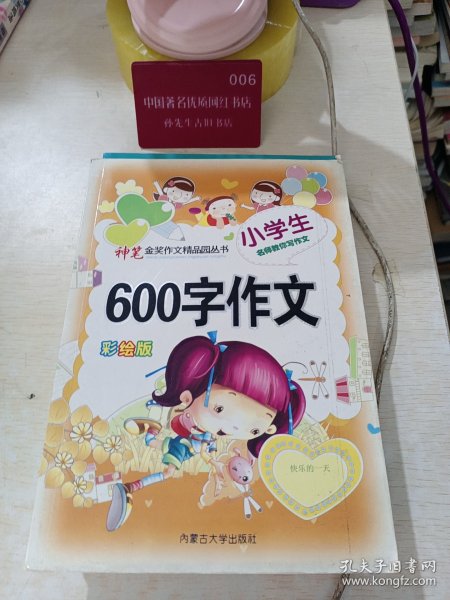 006
中国著名优质网红书店
孙先生古旧书店
小学生
名师教你写作文
神笔金奖作文精品园丛书
600字作文
彩绘版
快乐的一天
内蒙古大学出版社
孔夫子旧书网
www.kongfz.com